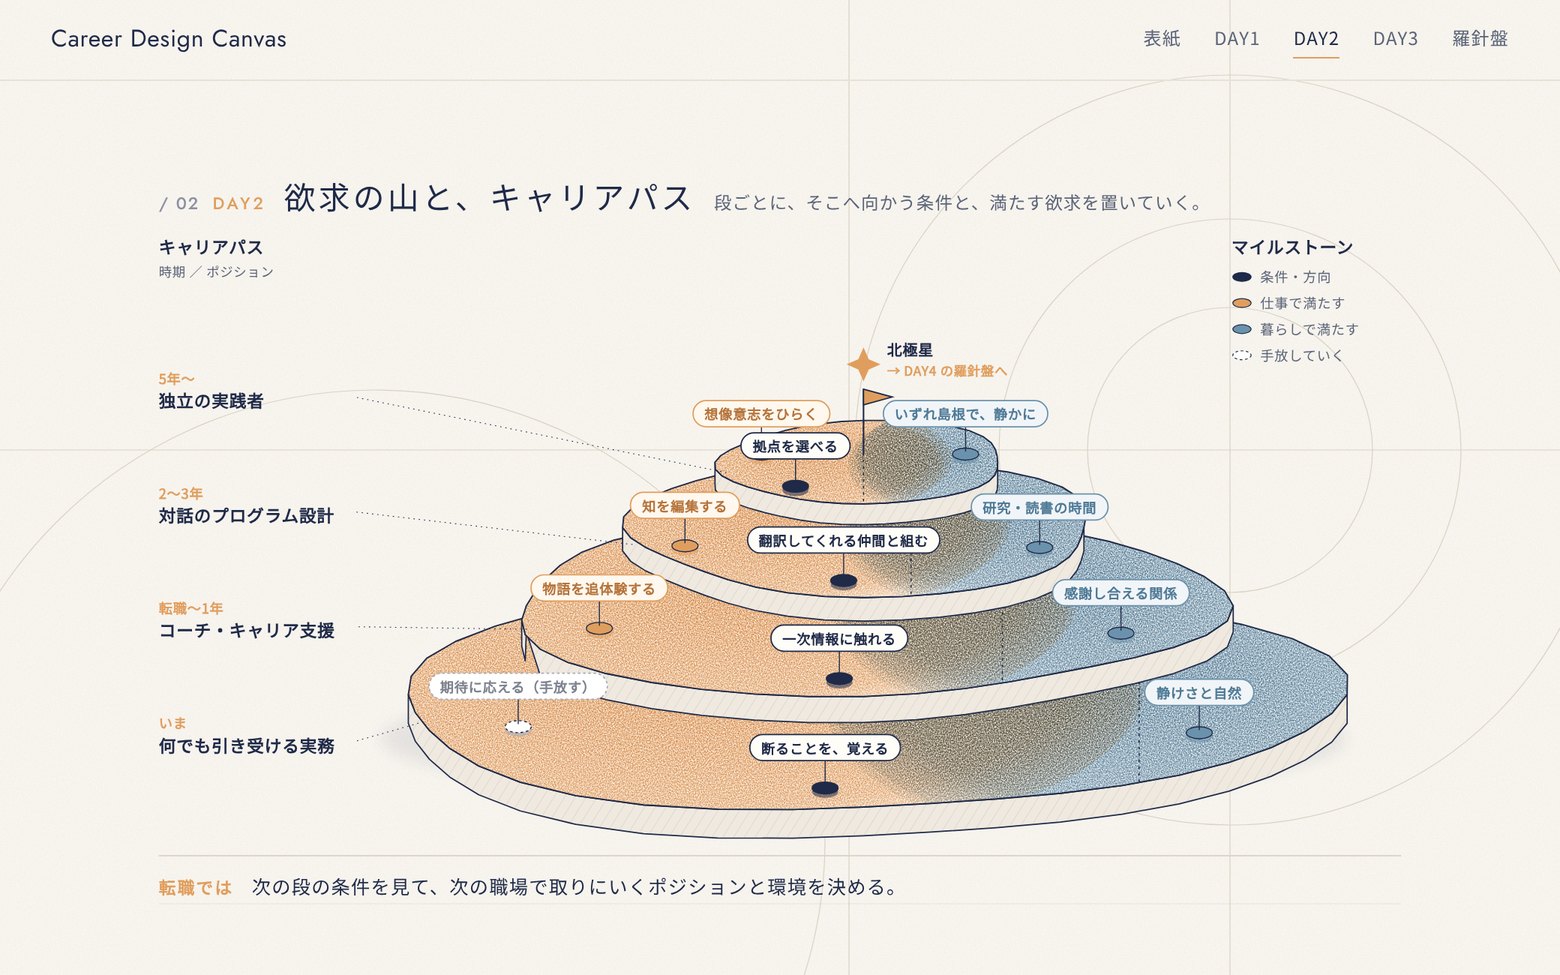 Career Design Canvas
表紙 DAY1 DAY2 DAY3 羅針盤
/ 02 DAY2 欲求の山と、キャリアパス 段ごとに、そこへ向かう条件と、満たす欲求を置いていく。
キャリアパス
時期 ／ ポジション
マイルストーン
条件・方向
仕事で満たす
暮らしで満たす
手放していく
北極星
→ DAY4 の羅針盤へ
5年〜
独立の実践者
想像意志をひらく
いずれ島根で、静かに
拠点を選べる
2〜3年
対話のプログラム設計
知を編集する
研究・読書の時間
翻訳してくれる仲間と組む
転職〜1年
コーチ・キャリア支援
物語を追体験する
感謝し合える関係
一次情報に触れる
いま
何でも引き受ける実務
期待に応える（手放す）
静けさと自然
断ることを、覚える
転職では 次の段の条件を見て、次の職場で取りにいくポジションと環境を決める。